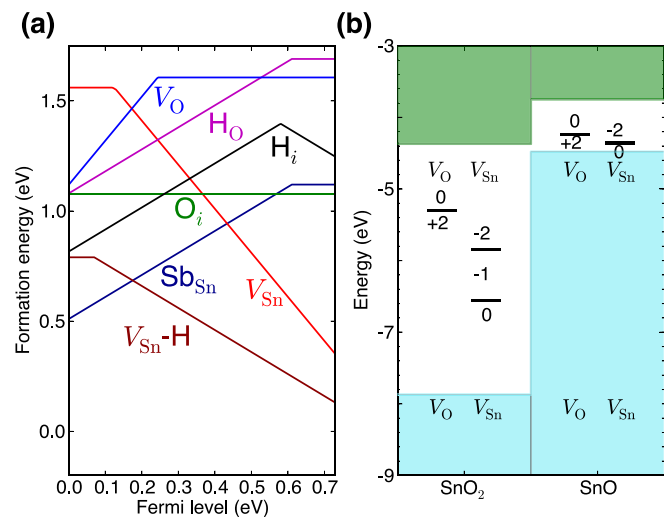 (a)
Formation energy (eV)
1.5
1.0
0.5
0.0
V_O
H_O
H_i
O_i
Sb_Sn
V_Sn
V_Sn-H
0.0 0.1 0.2 0.3 0.4 0.5 0.6 0.7
Fermi level (eV)
(b)
Energy (eV)
-3
-5
-7
-9
V_O V_Sn
0
+2
-2
-1
0
V_O V_Sn
0
+2
-2
0
V_O V_Sn
V_O V_Sn
V_O V_Sn
SnO₂ SnO